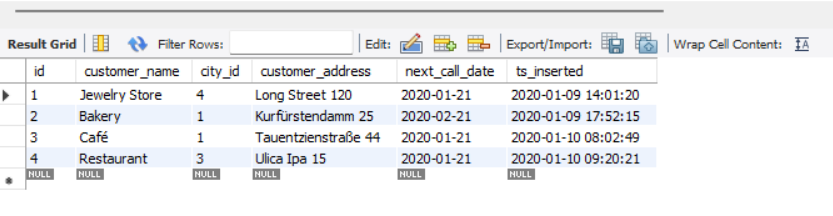 Result Grid Filter Rows: Edit: Export/Import: Wrap Cell Content: IA
id customer_name city_id customer_address next_call_date ts_inserted
1 Jewelry Store 4 Long Street 120 2020-01-21 2020-01-09 14:01:20
2 Bakery 1 Kurfürstendamm 25 2020-02-21 2020-01-09 17:52:15
3 Café 1 Tauentzienstraße 44 2020-01-21 2020-01-10 08:02:49
4 Restaurant 3 Ulica Ipa 15 2020-01-21 2020-01-10 09:20:21
NULL NULL NULL NULL NULL NULL